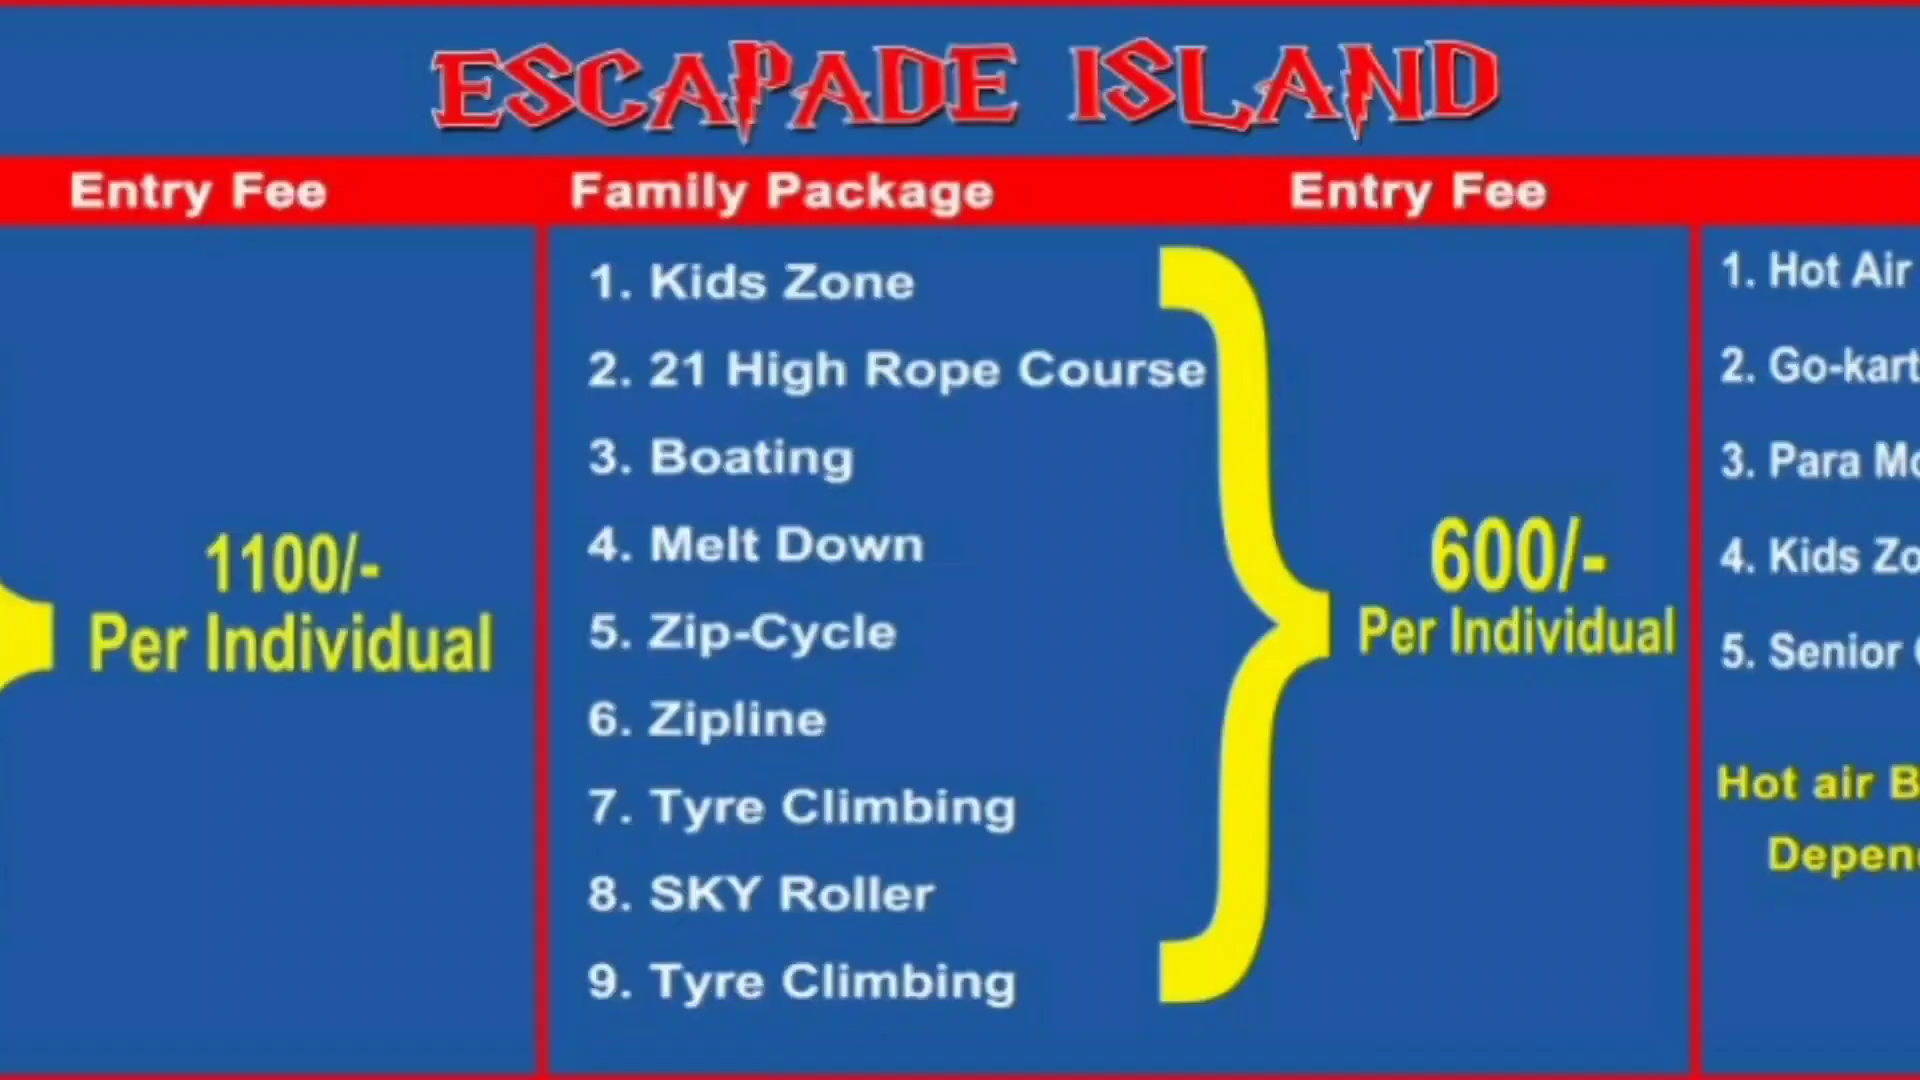 ESCAPADE ISLAND
Entry Fee
Family Package
Entry Fee
1100/-
Per Individual
1. Kids Zone
2. 21 High Rope Course
3. Boating
4. Melt Down
5. Zip-Cycle
6. Zipline
7. Tyre Climbing
8. SKY Roller
9. Tyre Climbing
600/-
Per Individual
1. Hot Air
2. Go-kart
3. Para
4. Kids
5. Senior
Hot air